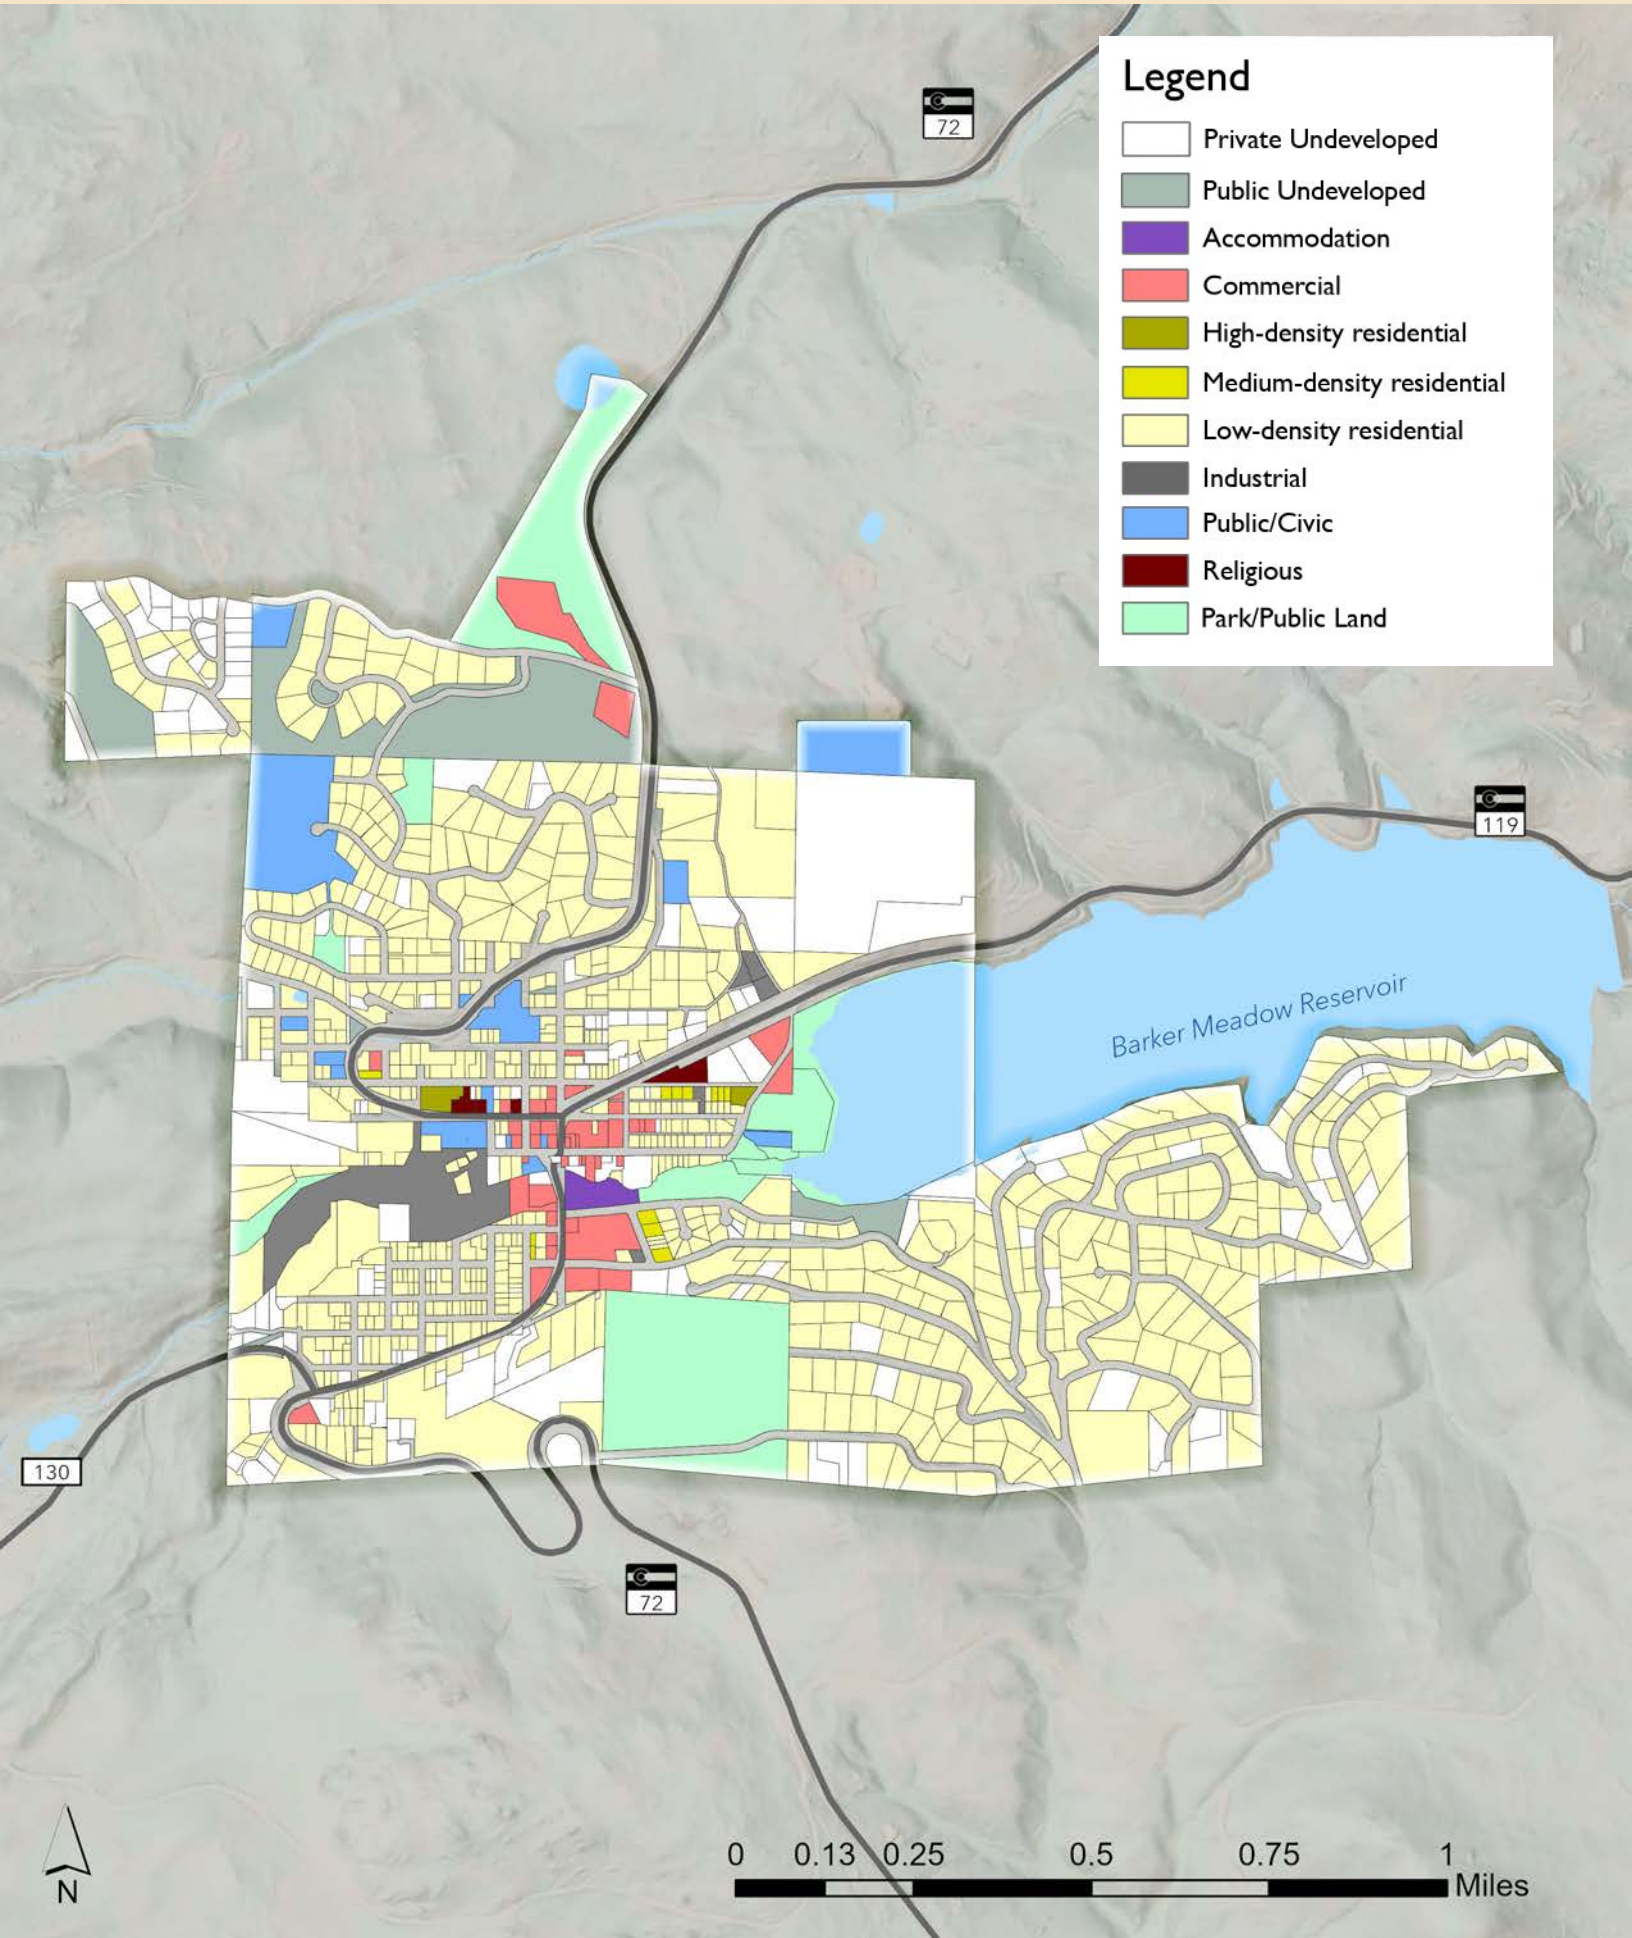 72
Legend
Private Undeveloped
Public Undeveloped
Accommodation
Commercial
High-density residential
Medium-density residential
Low-density residential
Industrial
Public/Civic
Religious
Park/Public Land
119
Barker Meadow Reservoir
130
72
N
0 0.13 0.25 0.5 0.75 1
Miles